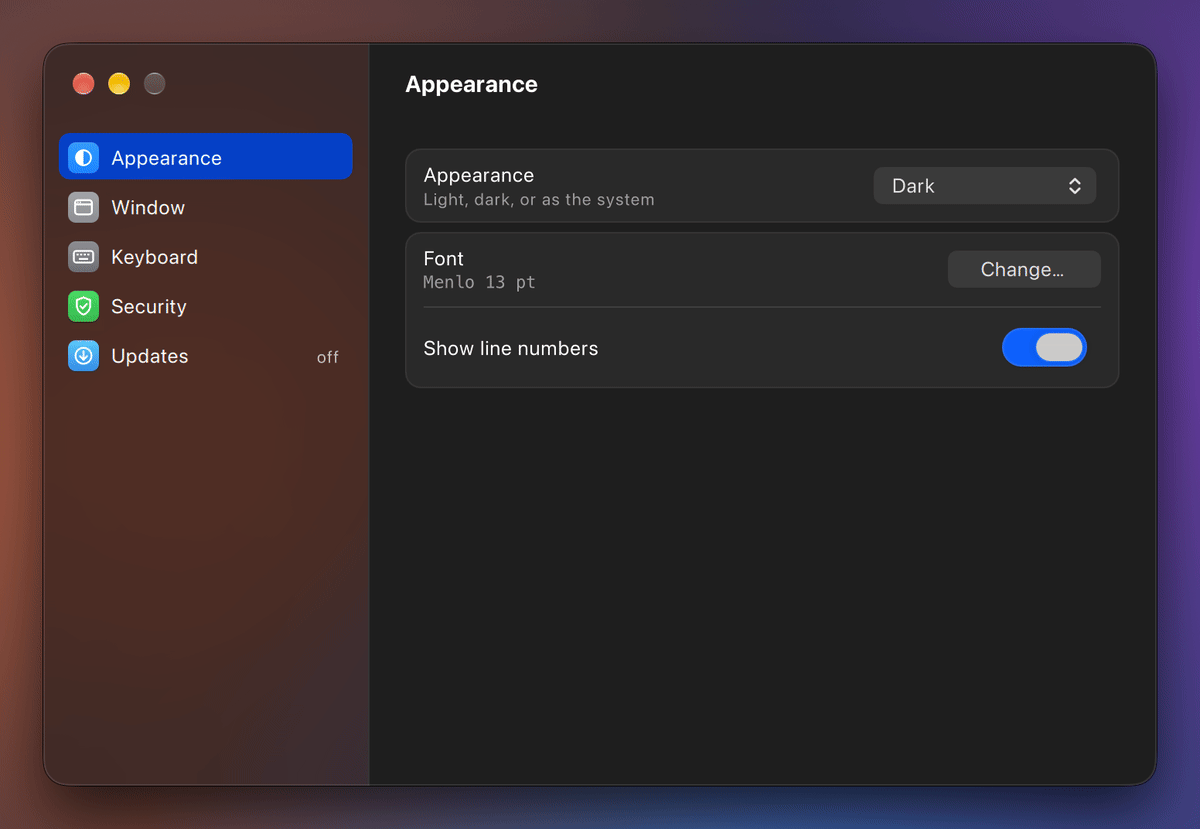 Appearance
Window
Keyboard
Security
Updates
off
Appearance
Appearance
Light, dark, or as the system
Dark
Font
Menlo 13 pt
Change…
Show line numbers